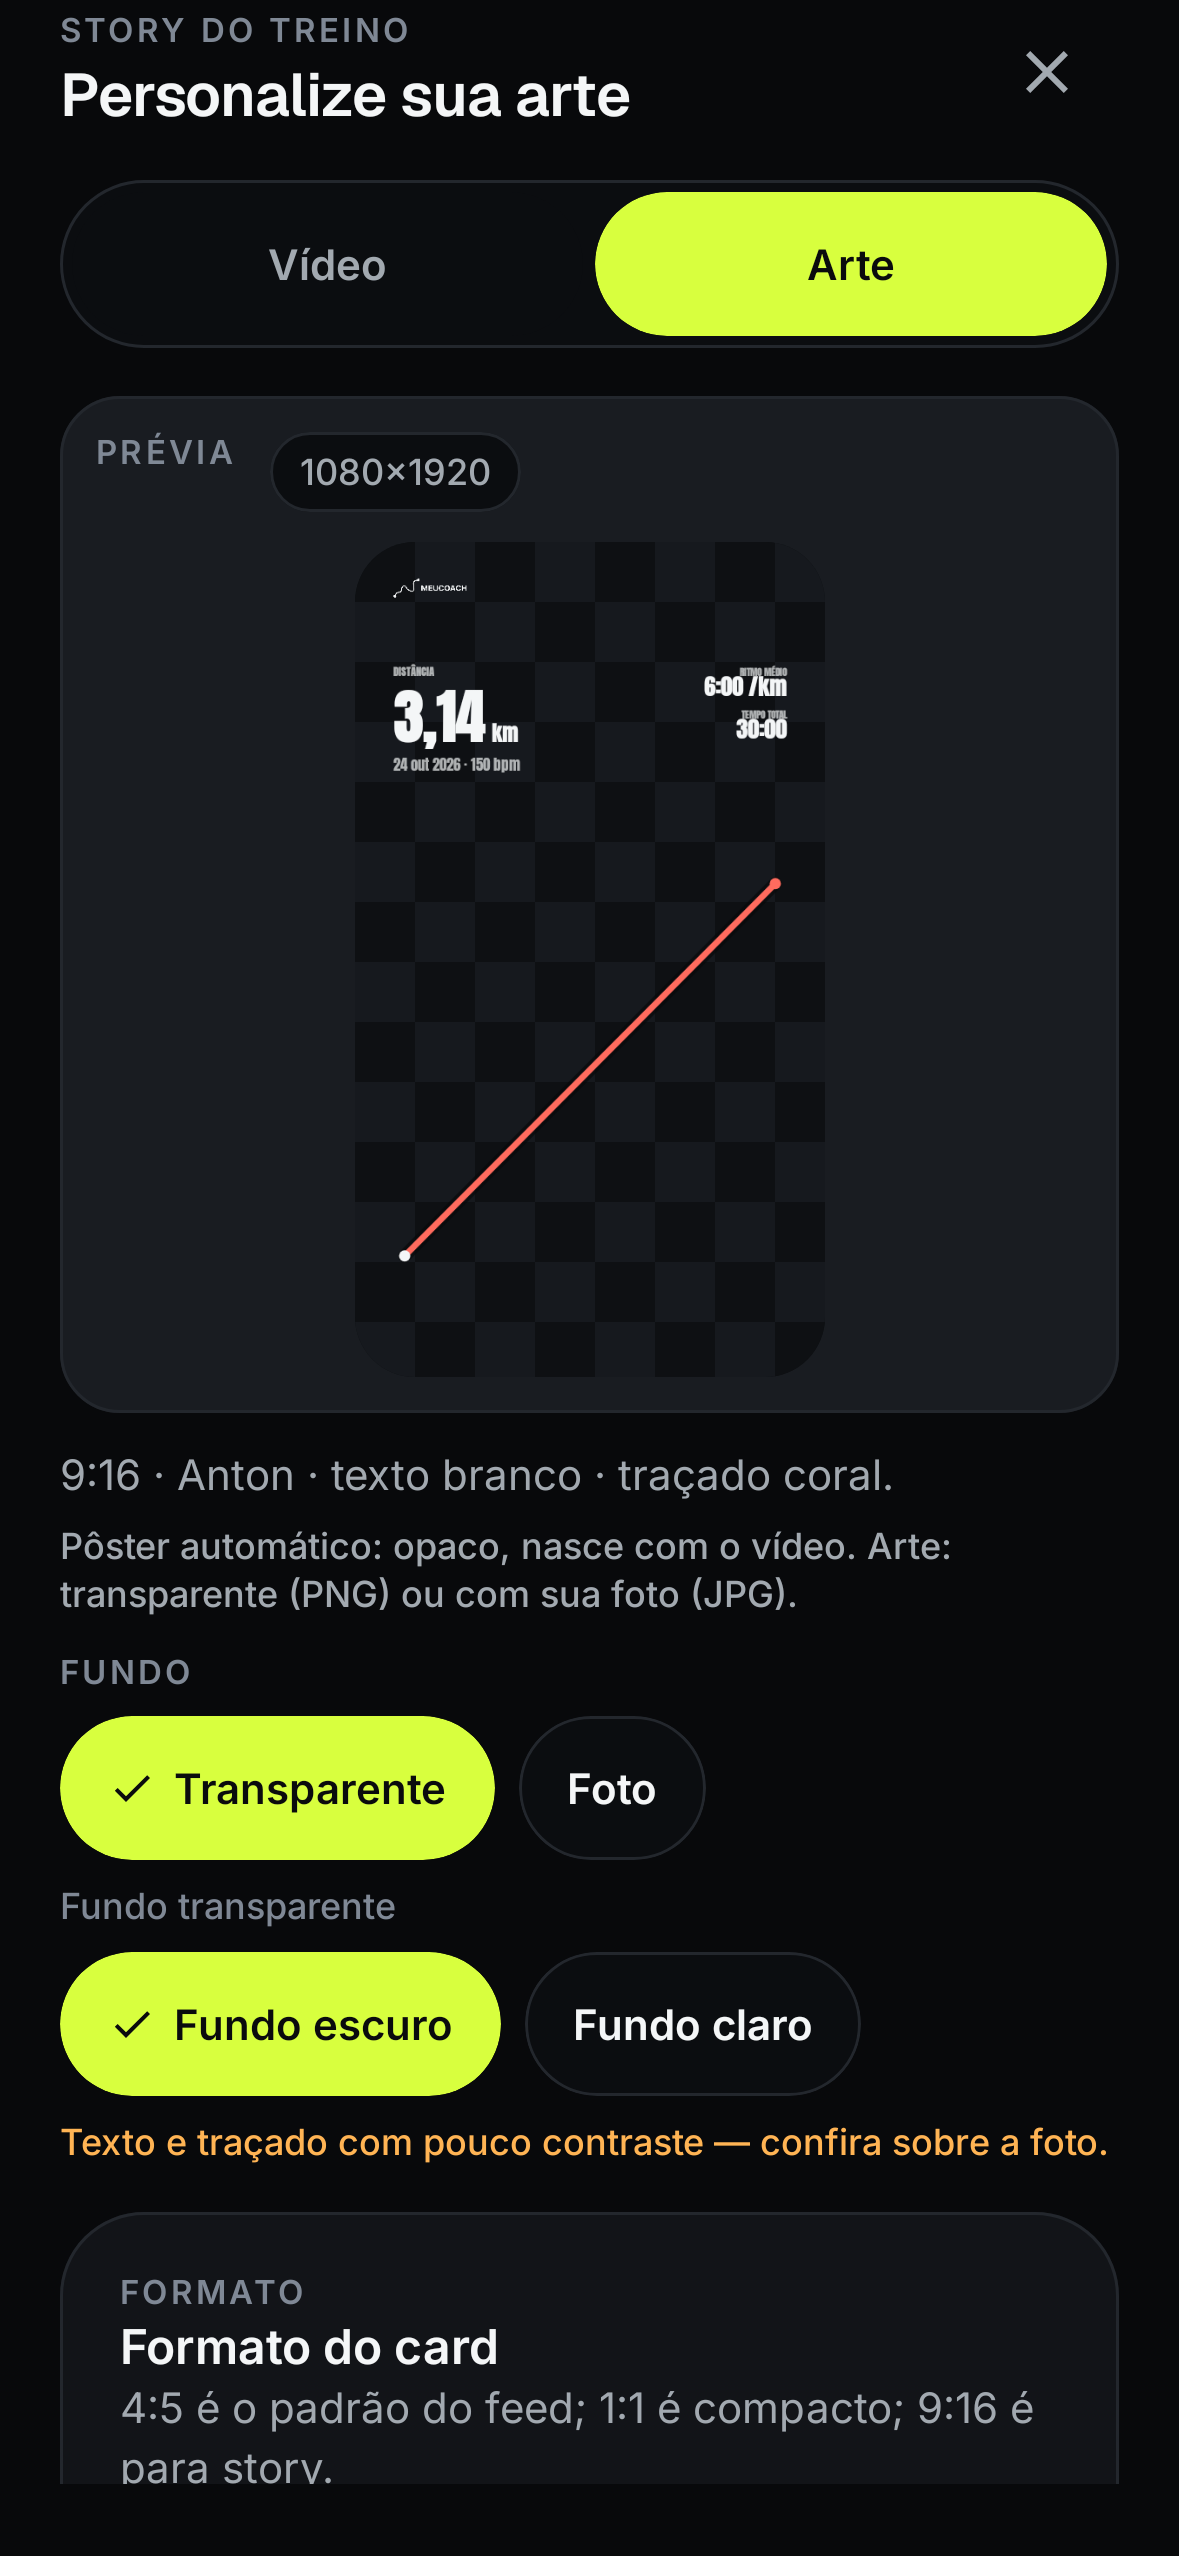 STORY DO TREINO
Personalize sua arte
Vídeo
Arte
PRÉVIA
1080×1920
MEUCOACH
DISTÂNCIA
3,14 km
24 out 2026 · 150 bpm
RITMO MÉDIO
6:00 /km
TEMPO TOTAL
30:00
9:16 · Anton · texto branco · traçado coral.
Pôster automático: opaco, nasce com o vídeo. Arte:
transparente (PNG) ou com sua foto (JPG).
FUNDO
Transparente
Foto
Fundo transparente
Fundo escuro
Fundo claro
Texto e traçado com pouco contraste — confira sobre a foto.
FORMATO
Formato do card
4:5 é o padrão do feed; 1:1 é compacto; 9:16 é
para story.